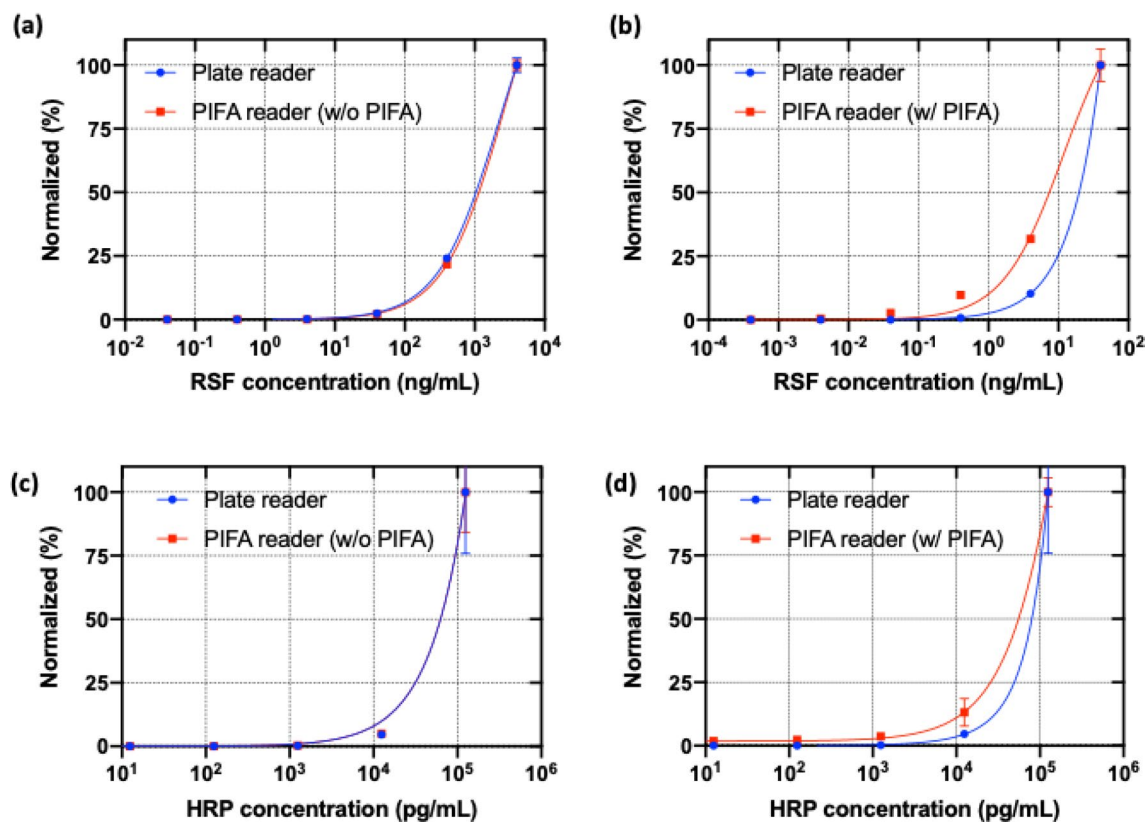 (a)
Normalized (%)
100
75
50
25
0
Plate reader
PIFA reader (w/o PIFA)
10-2 10-1 100 101 102 103 104
RSF concentration (ng/mL)
(b)
Normalized (%)
100
75
50
25
0
Plate reader
PIFA reader (w/ PIFA)
10-4 10-3 10-2 10-1 100 101 102
RSF concentration (ng/mL)
(c)
Normalized (%)
100
75
50
25
0
Plate reader
PIFA reader (w/o PIFA)
101 102 103 104 105 106
HRP concentration (pg/mL)
(d)
Normalized (%)
100
75
50
25
0
Plate reader
PIFA reader (w/ PIFA)
101 102 103 104 105 106
HRP concentration (pg/mL)